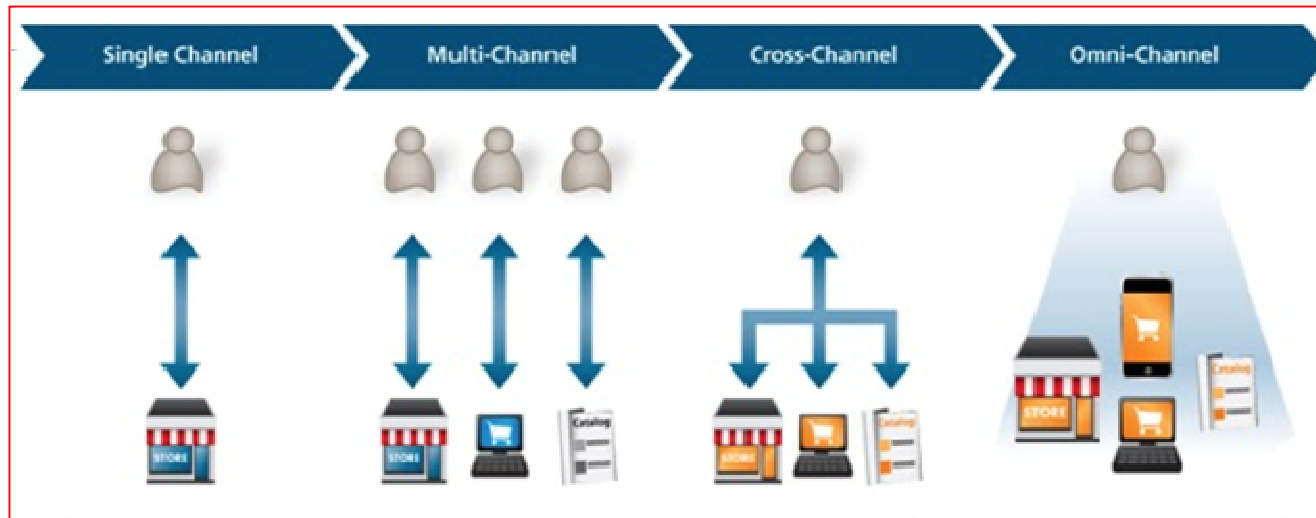 Single Channel
Multi-Channel
Cross-Channel
Omni-Channel
STORE
STORE
Catalog
STORE
Catalog
STORE
Catalog